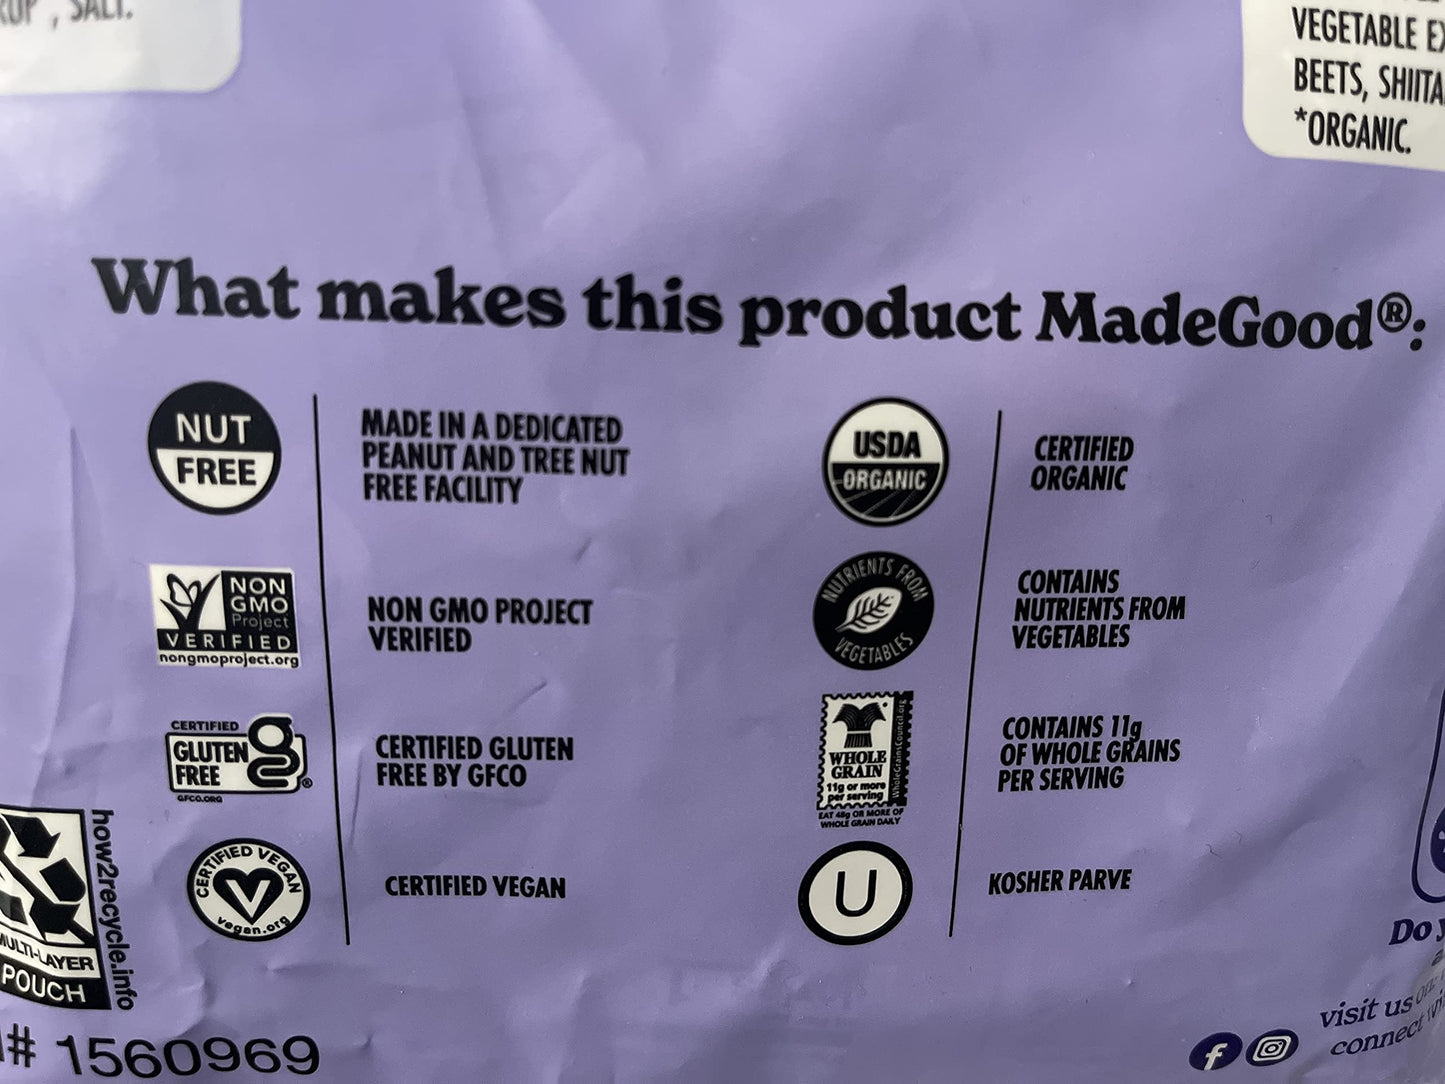 , SALT.
VEGETABLE
BEETS,
*ORGANIC.
What makes this product MadeGood®:
NUT
FREE
MADE IN A DEDICATED
PEANUT AND TREE NUT
FREE FACILITY
USDA
ORGANIC
CERTIFIED
ORGANIC
NON
GMO
Project
VERIFIED
nongmoproject.org
NON GMO PROJECT
VERIFIED
NUTRIENTS FROM
VEGETABLES
CONTAINS
NUTRIENTS FROM
VEGETABLES
CERTIFIED
GLUTEN
FREE
g®
GFCO.ORG
CERTIFIED GLUTEN
FREE BY GFCO
WHOLE
GRAIN
11g or more
per serving
WholeGrainsCouncil.org
EAT 48g OR MORE OF
WHOLE GRAIN DAILY
CONTAINS 11g
OF WHOLE GRAINS
PER SERVING
CERTIFIED VEGAN
V
vegan.org
CERTIFIED VEGAN
U
KOSHER PARVE
how2recycle.info
MULTI-LAYER
POUCH
# 1560969
Do
visit us
connect